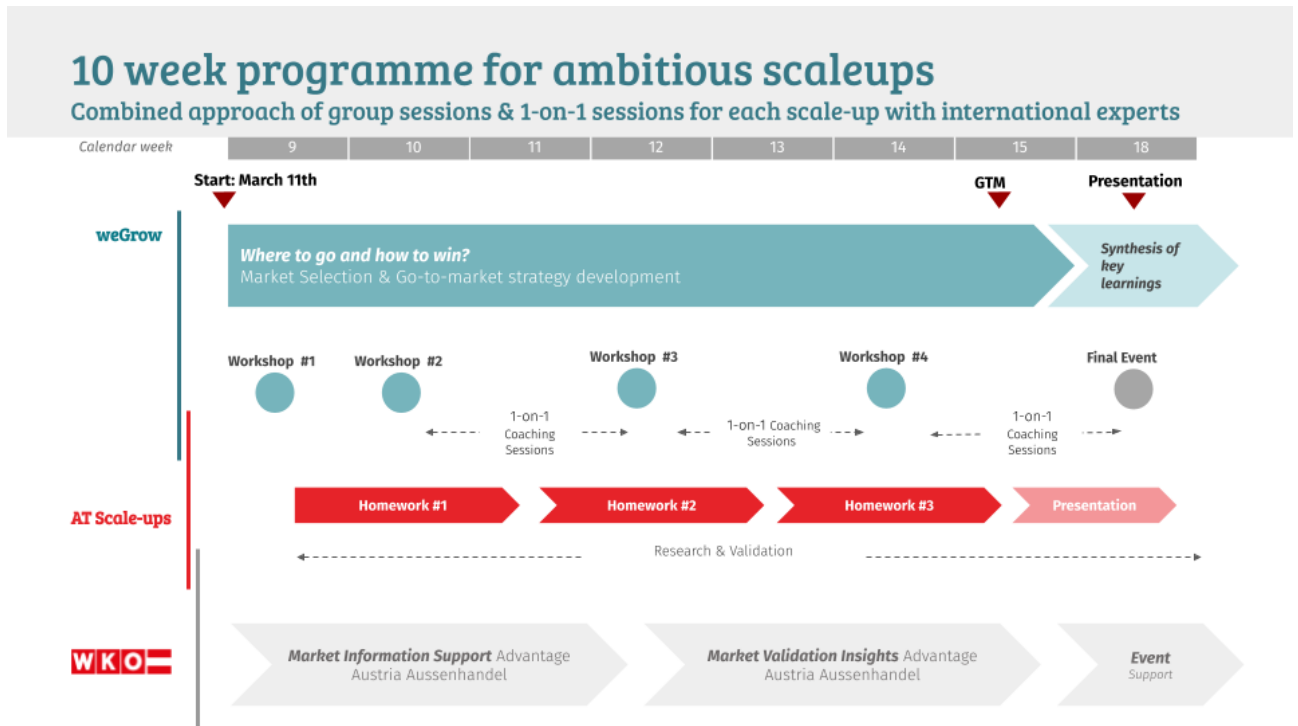 10 week programme for ambitious scaleups
Combined approach of group sessions & 1-on-1 sessions for each scale-up with international experts
Calendar week
9
10
11
12
13
14
15
18
Start: March 11th
GTM
Presentation
weGrow
Where to go and how to win?
Market Selection & Go-to-market strategy development
Synthesis of
key
learnings
Workshop #1
Workshop #2
Workshop #3
Workshop #4
Final Event
1-on-1
Coaching
Sessions
1-on-1 Coaching
Sessions
1-on-1
Coaching
Sessions
AT Scale-ups
Homework #1
Homework #2
Homework #3
Presentation
Research & Validation
WKO
Market Information Support Advantage
Austria Aussenhandel
Market Validation Insights Advantage
Austria Aussenhandel
Event
Support